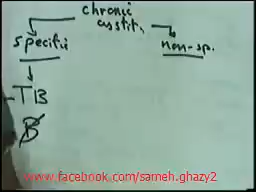 chronic
cystitis
specific
non-sp.
TB
B
www.facebook.com/sameh.ghazy2